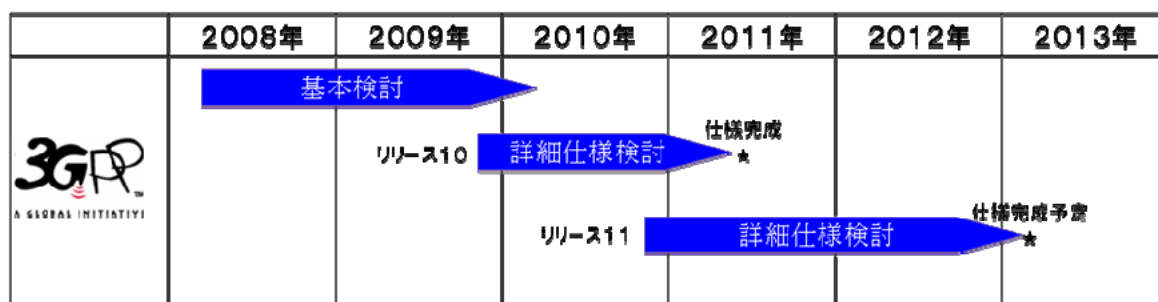 2008年 2009年 2010年 2011年 2012年 2013年
基本検討
仕様完成
リリース10 詳細仕様検討 ★
3GPP™
A GLOBAL INITIATIVE
仕様完成予定
リリース11 詳細仕様検討 ★